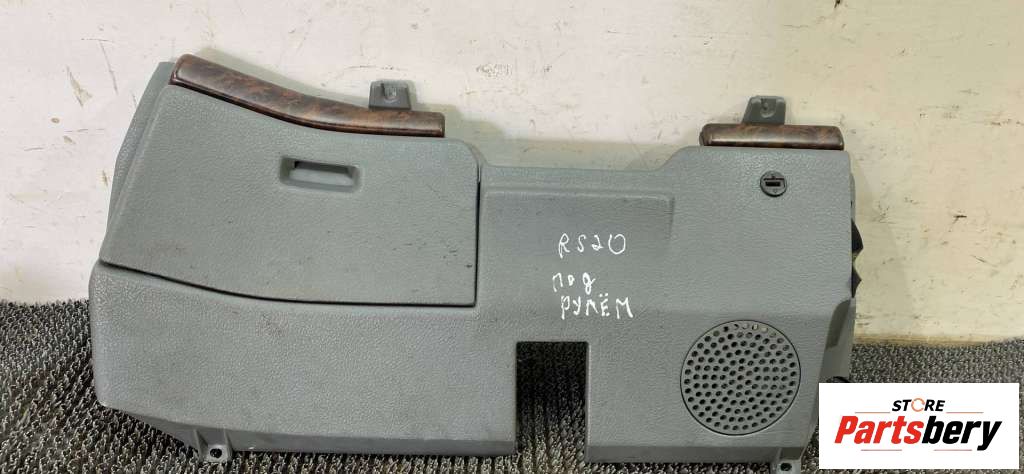 RS20
под
рулём
STORE
Partsbery